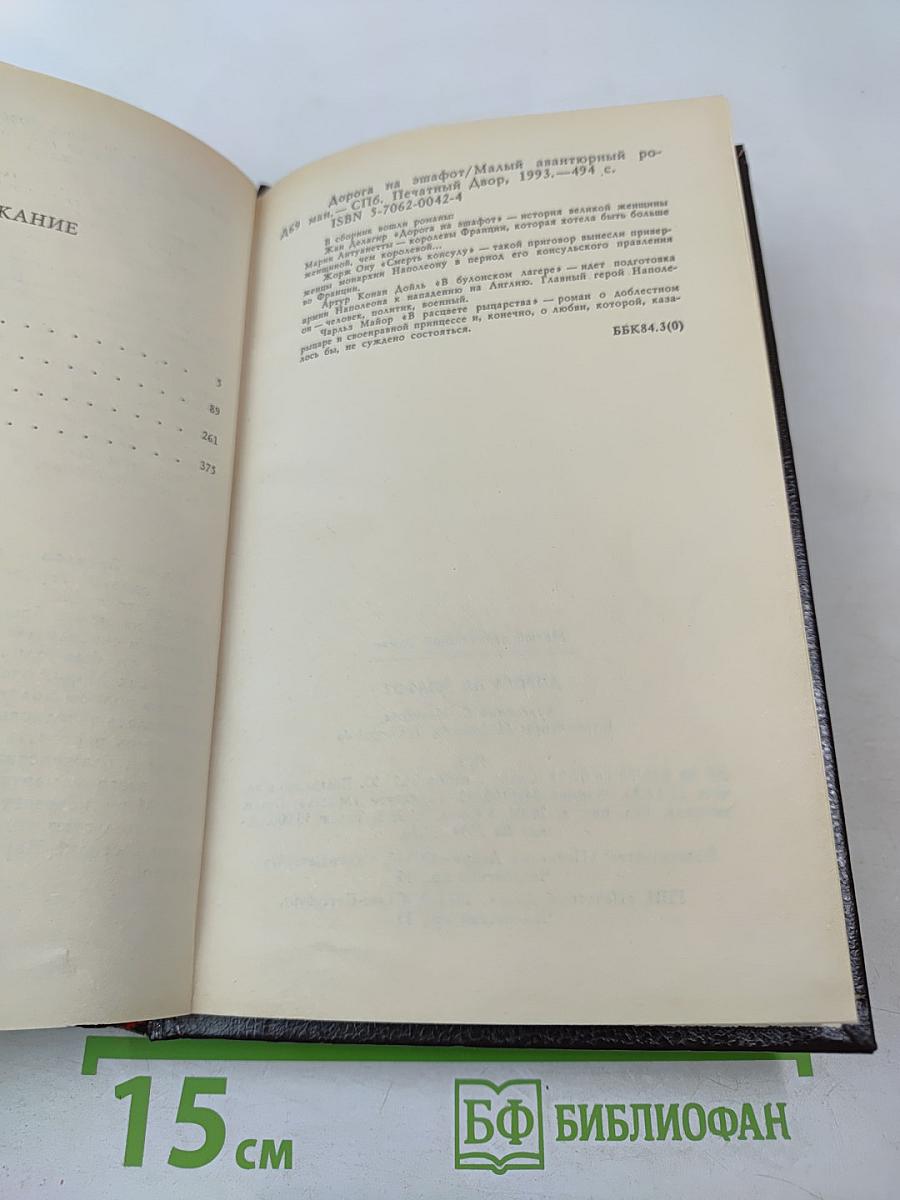 КАНИЕ
3
89
261
375
Дорога на эшафот/Малый авантюрный ро-
Д69 ман.— СПб. Печатный Двор, 1993.—494 с.
ISBN 5-7062-0042-4
В сборник вошли романы:
Жан Делагир «Дорога на эшафот» — история великой женщины
Марии Антуанетты — королевы Франции, которая хотела быть больше
женщиной, чем королевой...
Жорж Ону «Смерть консулу» — такой приговор вынесли привер-
женцы монархии Наполеону в период его консульского правления
во Франции.
Артур Конан Дойль «В булонском лагере» — идет подготовка
армии Наполеона к нападению на Англию. Главный герой Наполе-
он — человек, политик, военный.
Чарльз Майор «В расцвете рыцарства» — роман о доблестном
рыцаре и своенравной принцессе и, конечно, о любви, которой, каза-
лось бы, не суждено состояться.
ББК84.3(0)
15 см
БФ БИБЛИОФАН